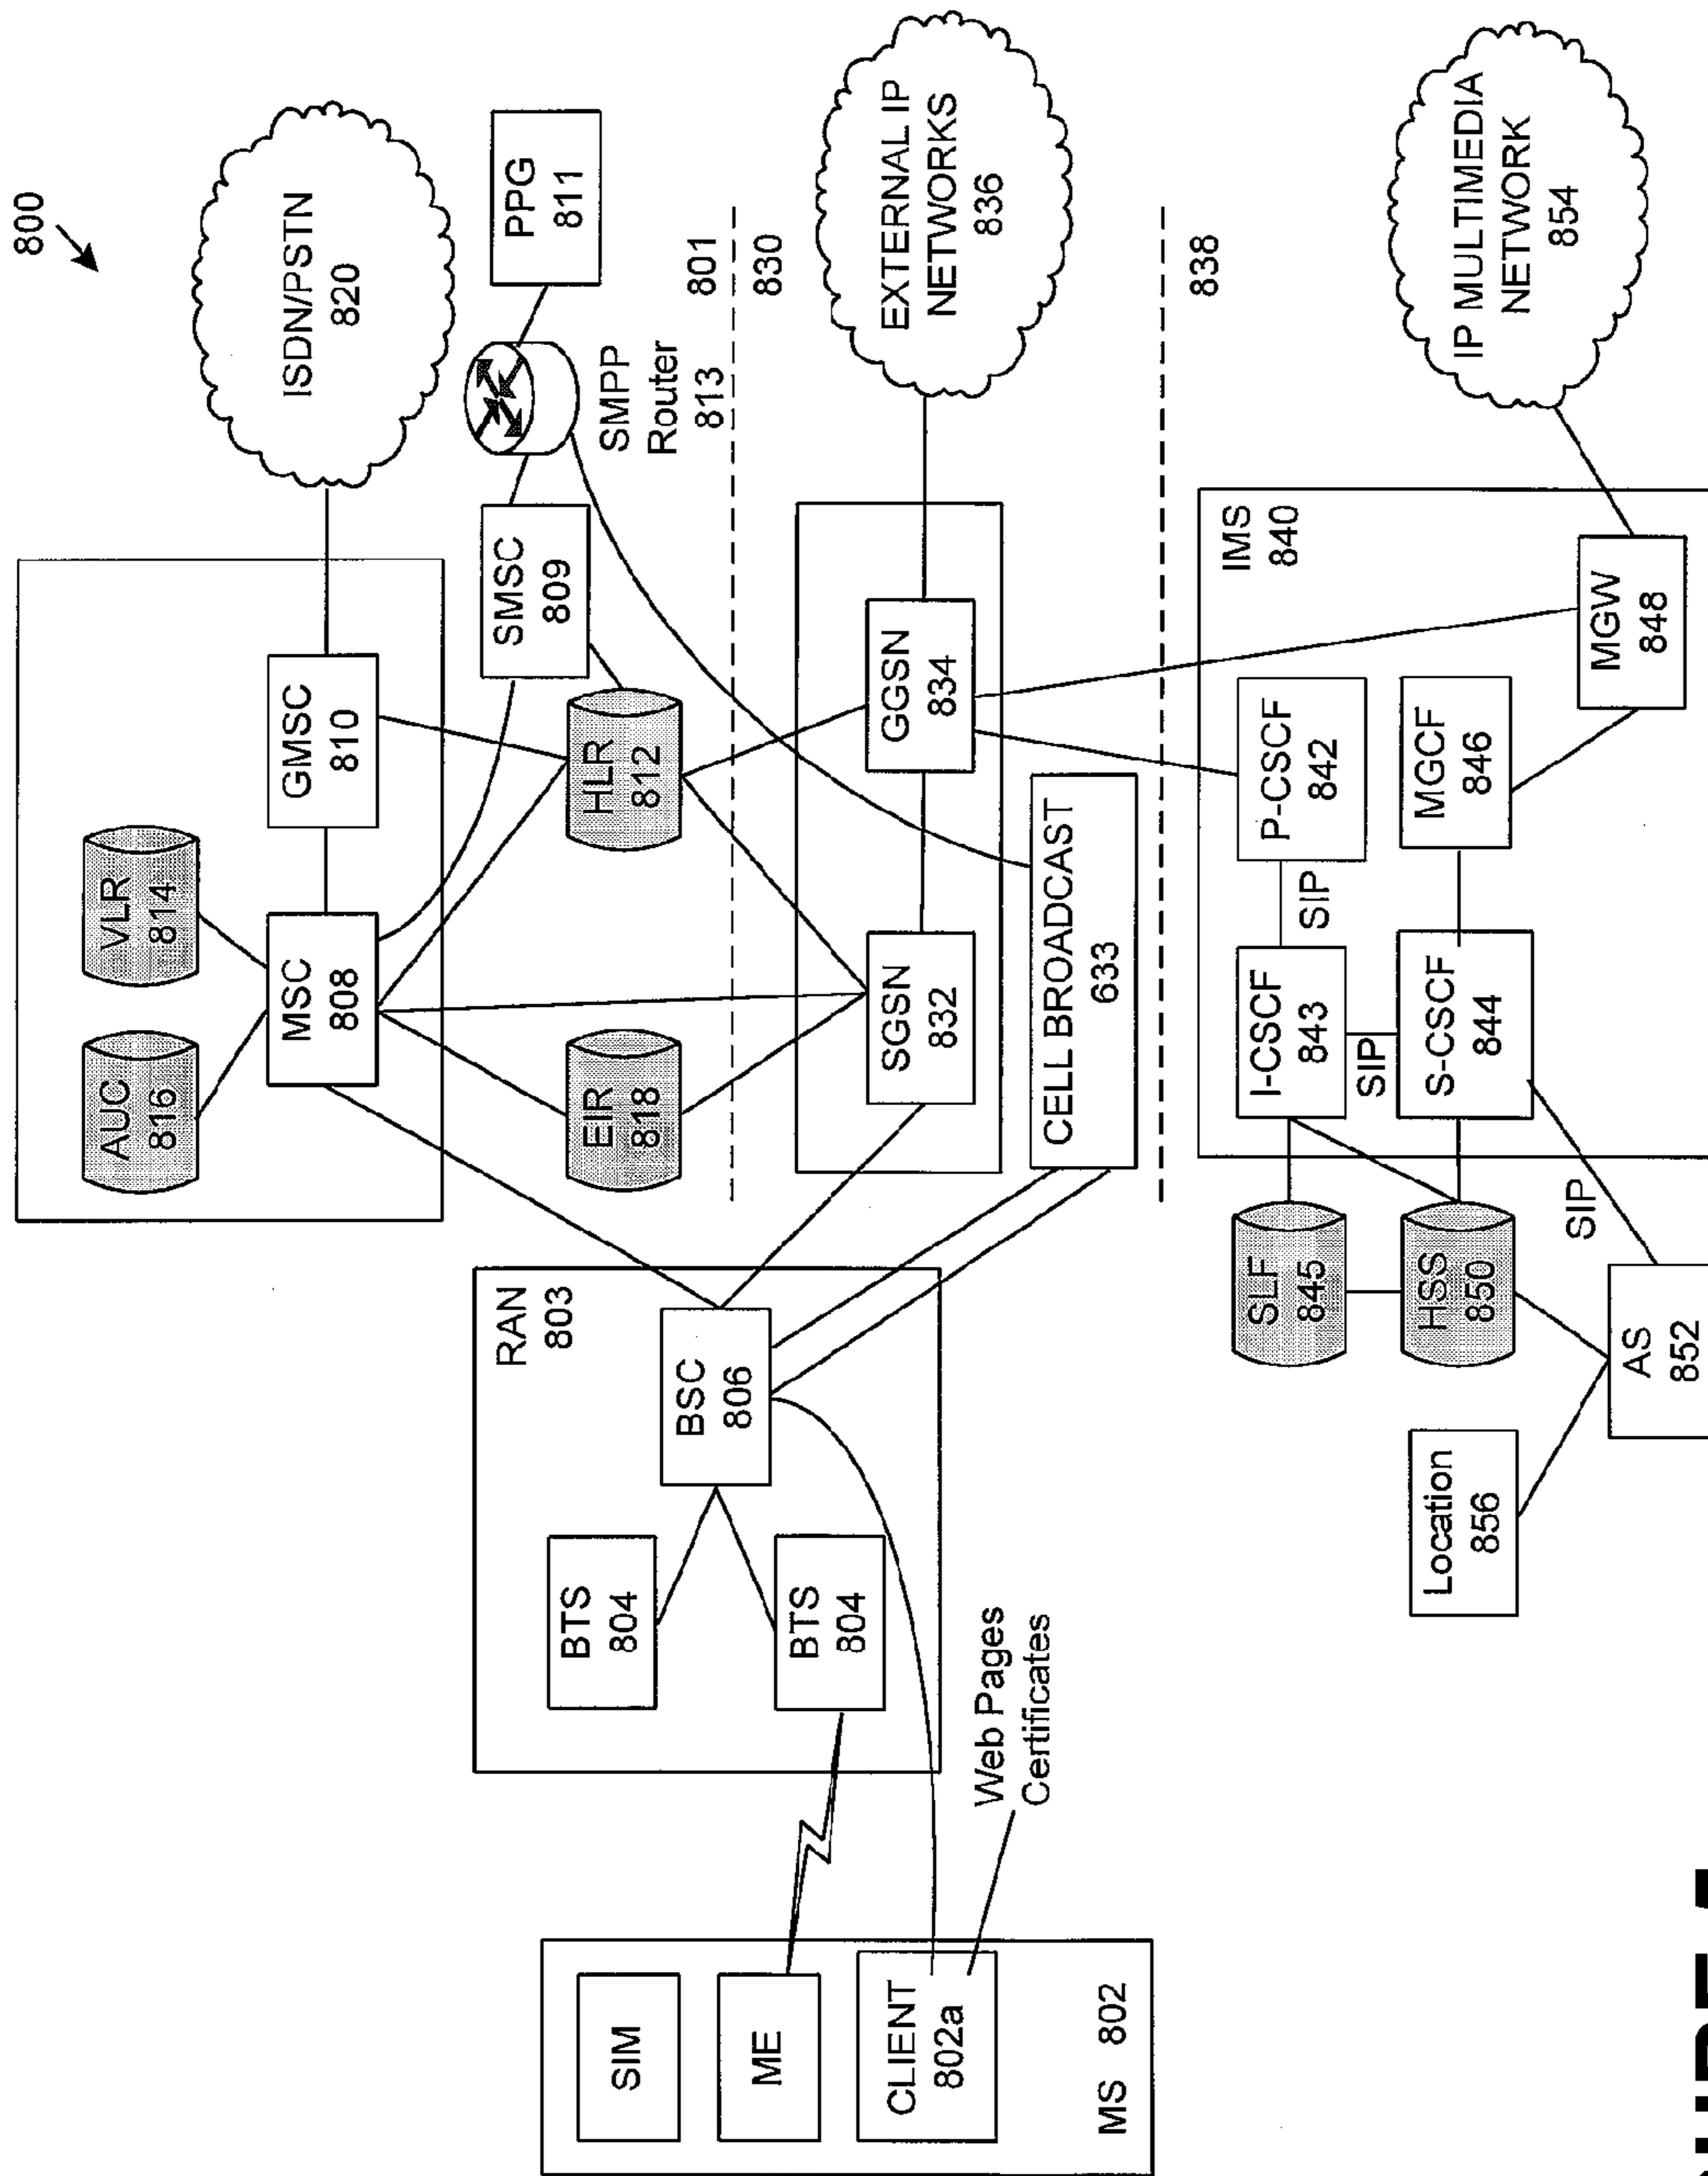 800
AUC
816
VLR
814
MSC
808
GMSC
810
ISDN/PSTN
820
SMSC
809
PPG
811
SMPP
Router
813
EIR
818
HLR
812
801
830
RAN
803
BTS
804
BTS
804
BSC
806
SIM
ME
CLIENT
802a
MS 802
Web Pages
Certificates
SGSN
832
GGSN
834
EXTERNAL IP
NETWORKS
836
CELL BROADCAST
633
838
IMS
840
I-CSCF
843
SIP
P-CSCF
842
SIP
S-CSCF
844
MGCF
846
MGW
848
IP MULTIMEDIA
NETWORK
854
SLF
845
HSS
850
SIP
Location
856
AS
852